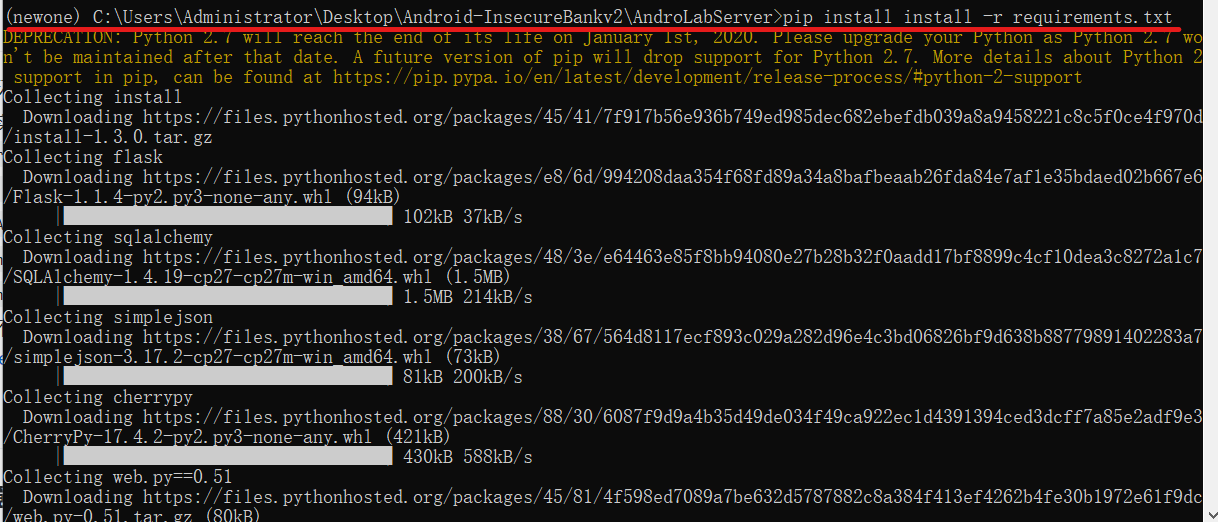 (newone) C:\Users\Administrator\Desktop\Android-InsecureBankv2\AndroLabServer>pip install install -r requirements.txt
DEPRECATION: Python 2.7 will reach the end of its life on January 1st, 2020. Please upgrade your Python as Python 2.7 wo
n't be maintained after that date. A future version of pip will drop support for Python 2.7. More details about Python 2
 support in pip, can be found at https://pip.pypa.io/en/latest/development/release-process/#python-2-support
Collecting install
  Downloading https://files.pythonhosted.org/packages/45/41/7f917b56e936b749ed985dec682ebefdb039a8a9458221c8c5f0ce4f970d
/install-1.3.0.tar.gz
Collecting flask
  Downloading https://files.pythonhosted.org/packages/e8/6d/994208daa354f68fd89a34a8bafbeaab26fda84e7af1e35bdaed02b667e6
/Flask-1.1.4-py2.py3-none-any.whl (94kB)
102kB 37kB/s
Collecting sqlalchemy
  Downloading https://files.pythonhosted.org/packages/48/3e/e64463e85f8bb94080e27b28b32f0aadd17bf8899c4cf10dea3c8272a1c7
/SQLAlchemy-1.4.19-cp27-cp27m-win_amd64.whl (1.5MB)
1.5MB 214kB/s
Collecting simplejson
  Downloading https://files.pythonhosted.org/packages/38/67/564d8117ecf893c029a282d96e4c3bd06826bf9d638b88779891402283a7
/simplejson-3.17.2-cp27-cp27m-win_amd64.whl (73kB)
81kB 200kB/s
Collecting cherrypy
  Downloading https://files.pythonhosted.org/packages/88/30/6087f9d9a4b35d49de034f49ca922ec1d4391394ced3dcff7a85e2adf9e3
/CherryPy-17.4.2-py2.py3-none-any.whl (421kB)
430kB 588kB/s
Collecting web.py==0.51
  Downloading https://files.pythonhosted.org/packages/45/81/4f598ed7089a7be632d5787882c8a384f413ef4262b4fe30b1972e61f9dc
/web.py-0.51.tar.gz (80kB)